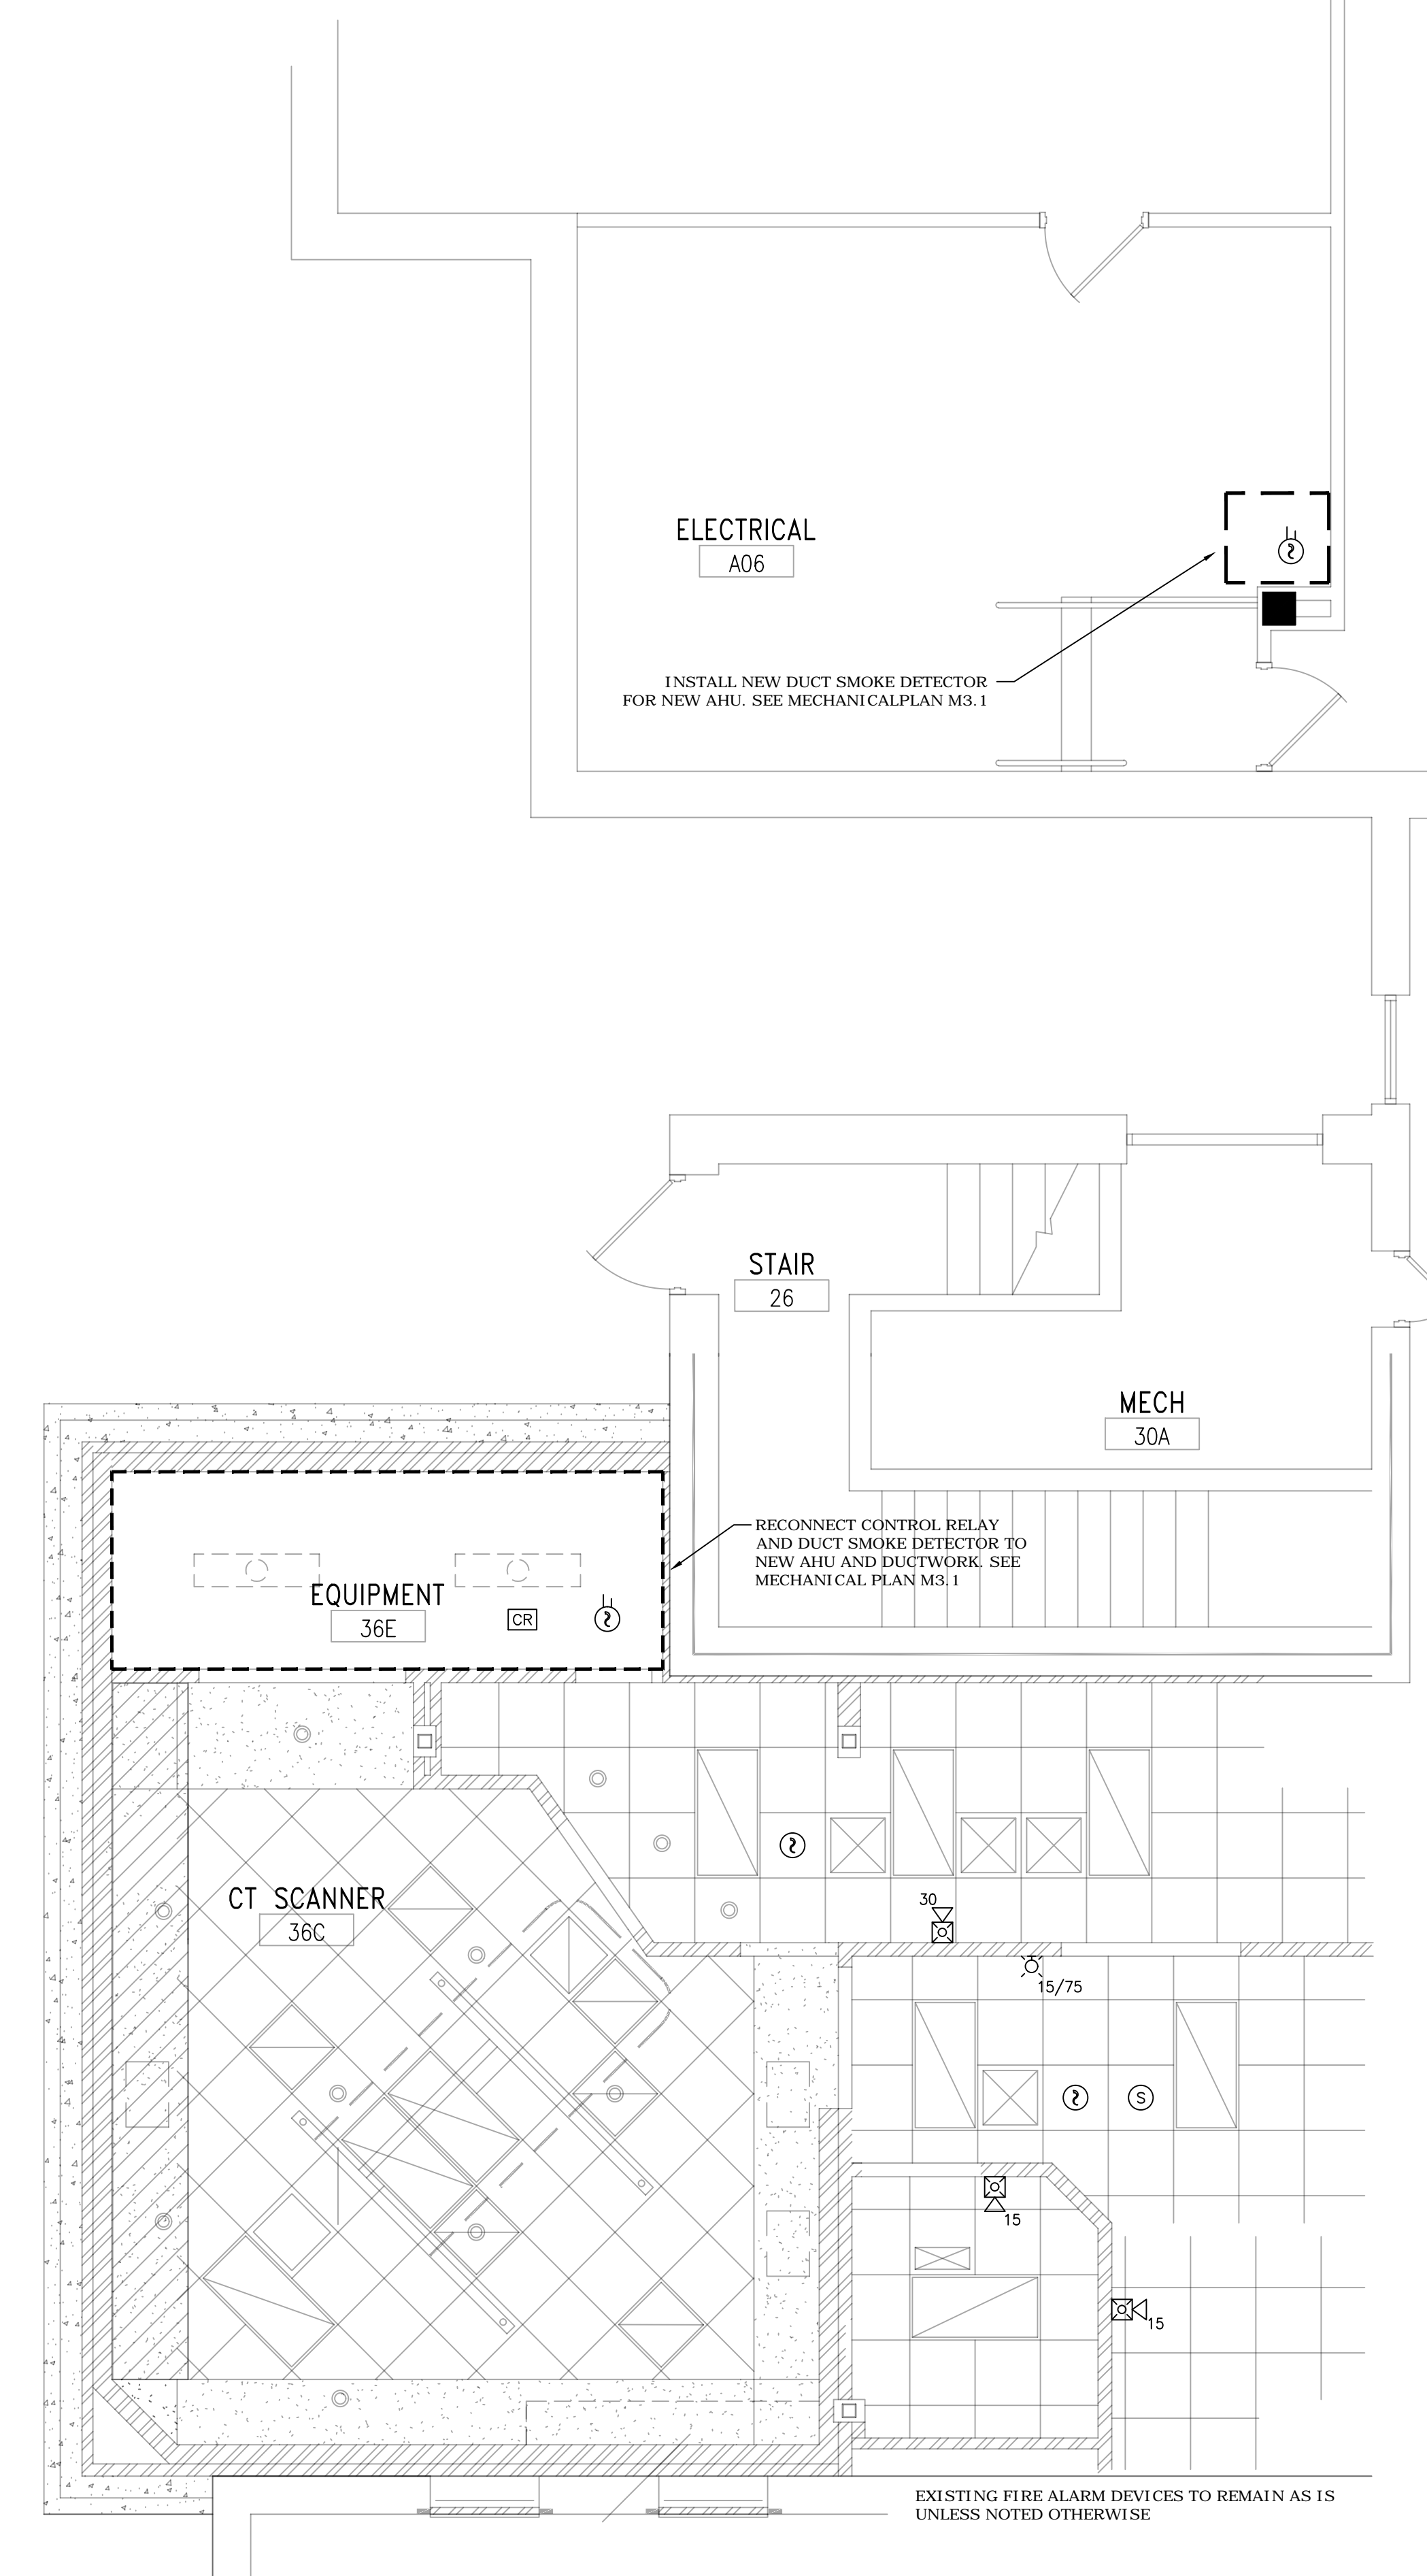 ELECTRICAL
A06
INSTALL NEW DUCT SMOKE DETECTOR
FOR NEW AHU. SEE MECHANICALPLAN M3.1
STAIR
26
MECH
30A
RECONNECT CONTROL RELAY
AND DUCT SMOKE DETECTOR TO
NEW AHU AND DUCTWORK. SEE
MECHANICAL PLAN M3.1
EQUIPMENT
36E
CR
CT SCANNER
36C
30
15/75
S
15
15
EXISTING FIRE ALARM DEVICES TO REMAIN AS IS
UNLESS NOTED OTHERWISE